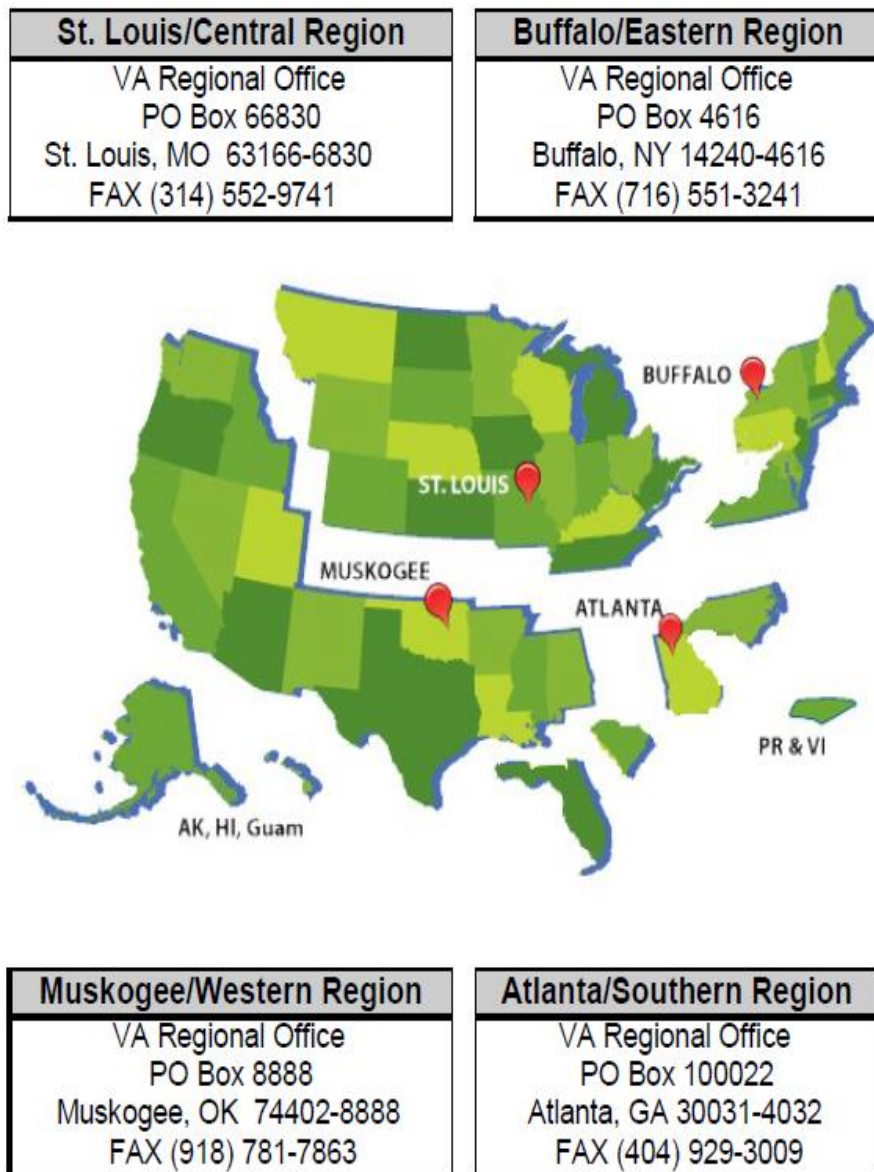 St. Louis/Central Region
VA Regional Office
PO Box 66830
St. Louis, MO 63166-6830
FAX (314) 552-9741
Buffalo/Eastern Region
VA Regional Office
PO Box 4616
Buffalo, NY 14240-4616
FAX (716) 551-3241
BUFFALO
ST. LOUIS
MUSKOGEE
ATLANTA
PR & VI
AK, HI, Guam
Muskogee/Western Region
VA Regional Office
PO Box 8888
Muskogee, OK 74402-8888
FAX (918) 781-7863
Atlanta/Southern Region
VA Regional Office
PO Box 100022
Atlanta, GA 30031-4032
FAX (404) 929-3009